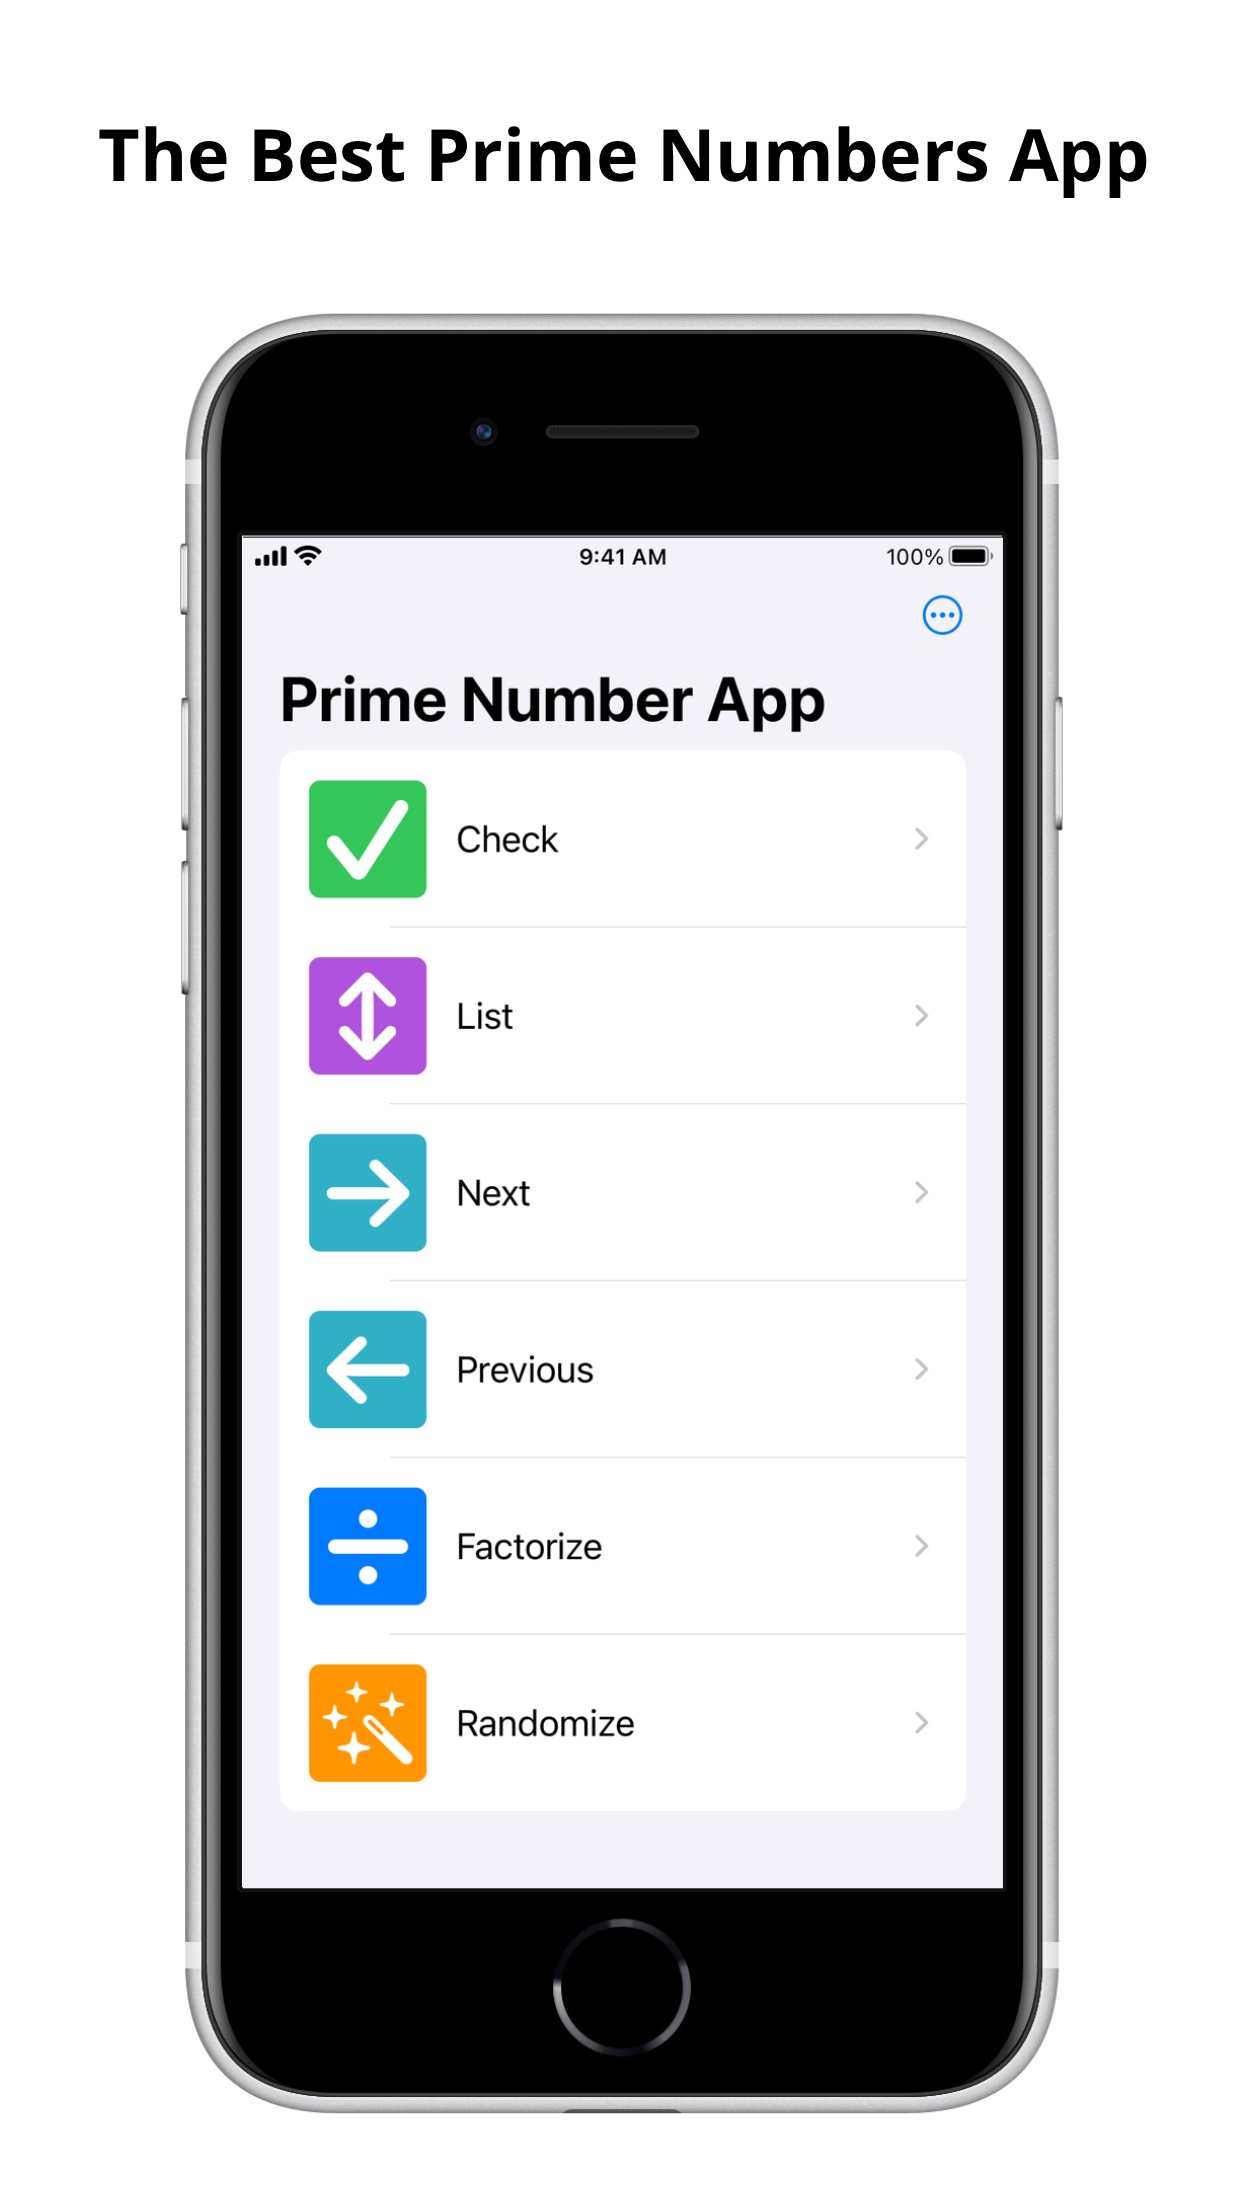 The Best Prime Numbers App
9:41 AM
100%
Prime Number App
Check
List
Next
Previous
Factorize
Randomize